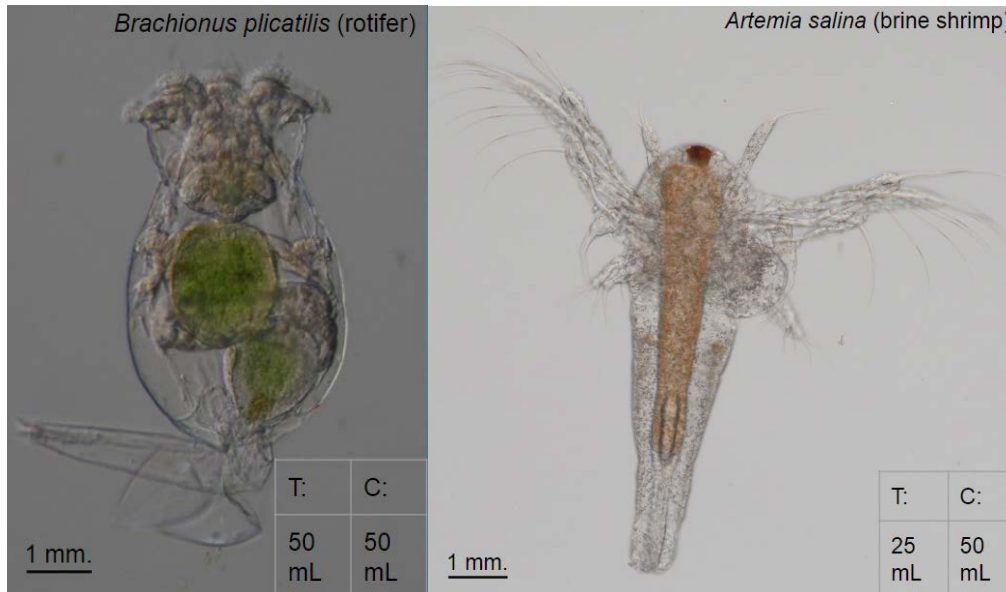 Brachionus plicatilis (rotifer)
T: C:
50 mL 50 mL
1 mm.
Artemia salina (brine shrimp)
T: C:
25 mL 50 mL
1 mm.